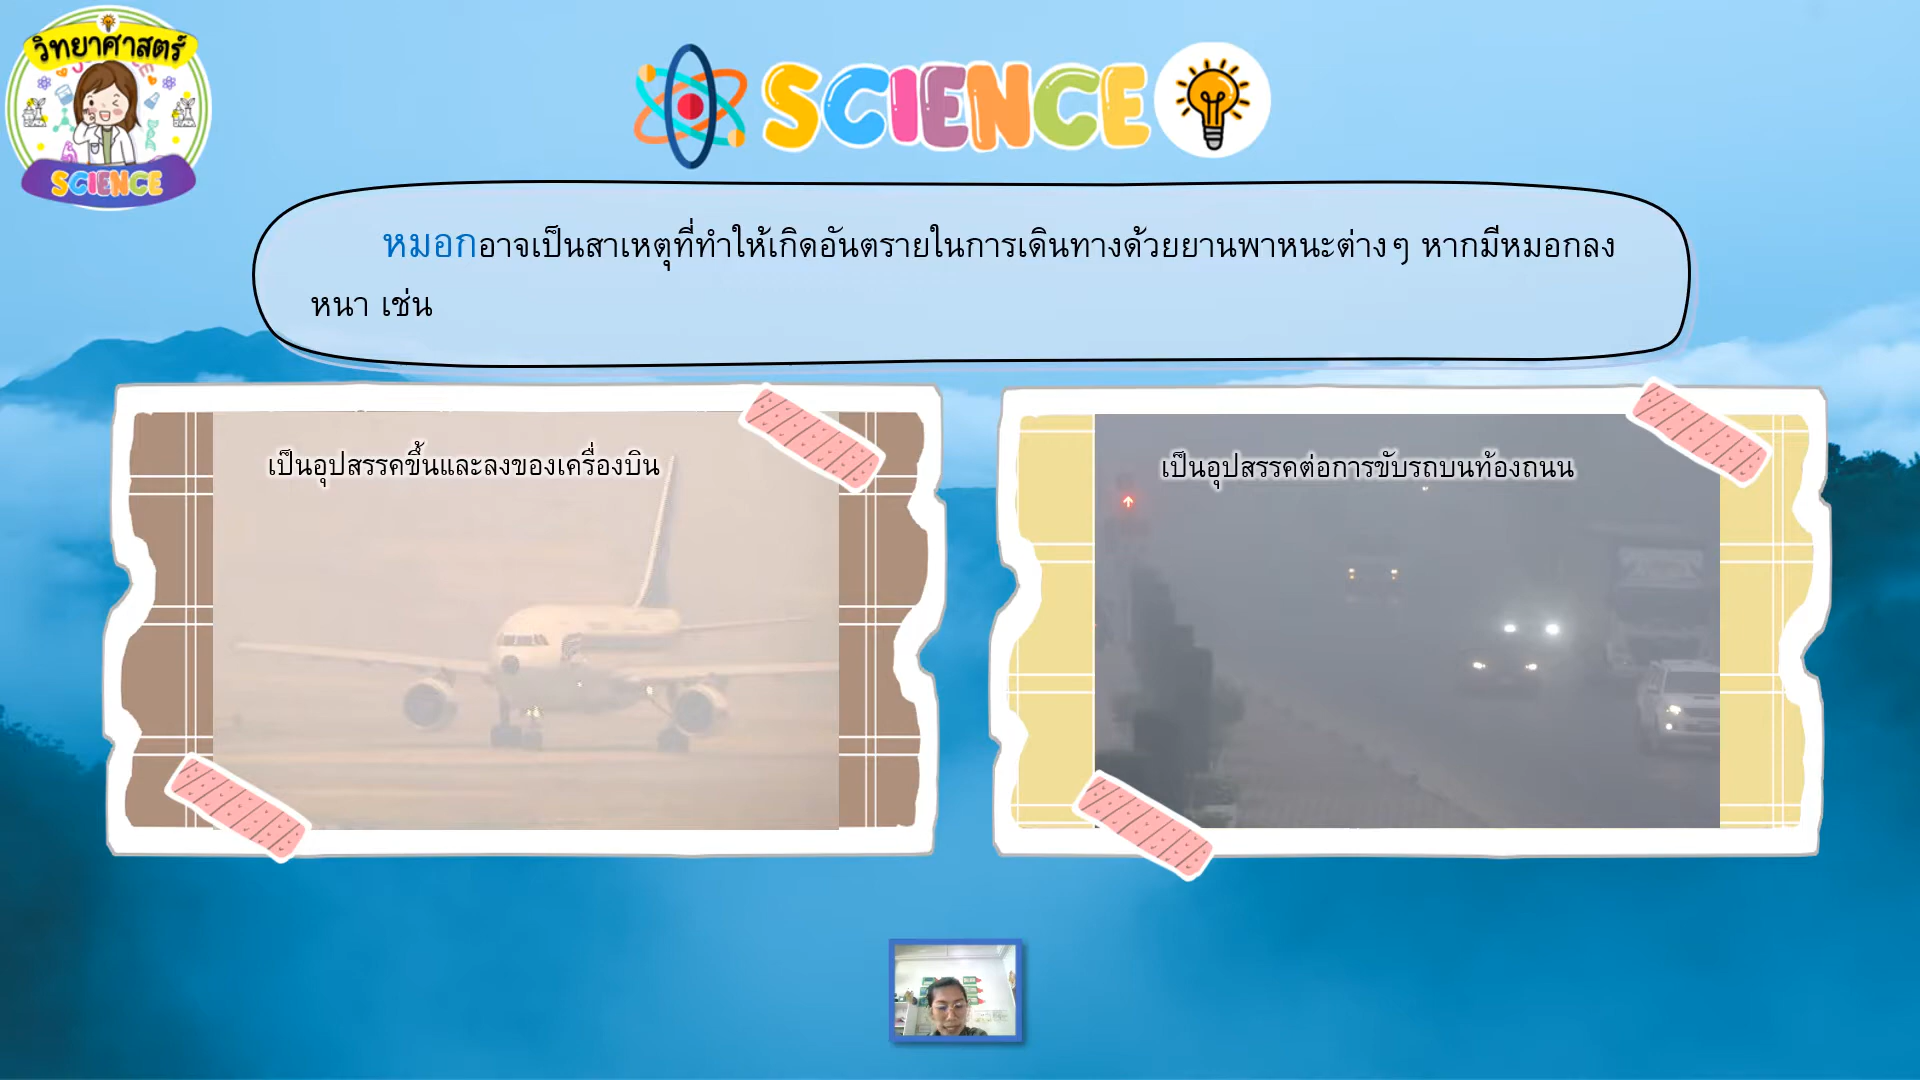 วิทยาศาสตร์
SCIENCE
SCIENCE
หมอกอาจเป็นสาเหตุที่ทำให้เกิดอันตรายในการเดินทางด้วยยานพาหนะต่างๆ หากมีหมอกลง
หนา เช่น
เป็นอุปสรรคขึ้นและลงของเครื่องบิน
เป็นอุปสรรคต่อการขับรถบนท้องถนน